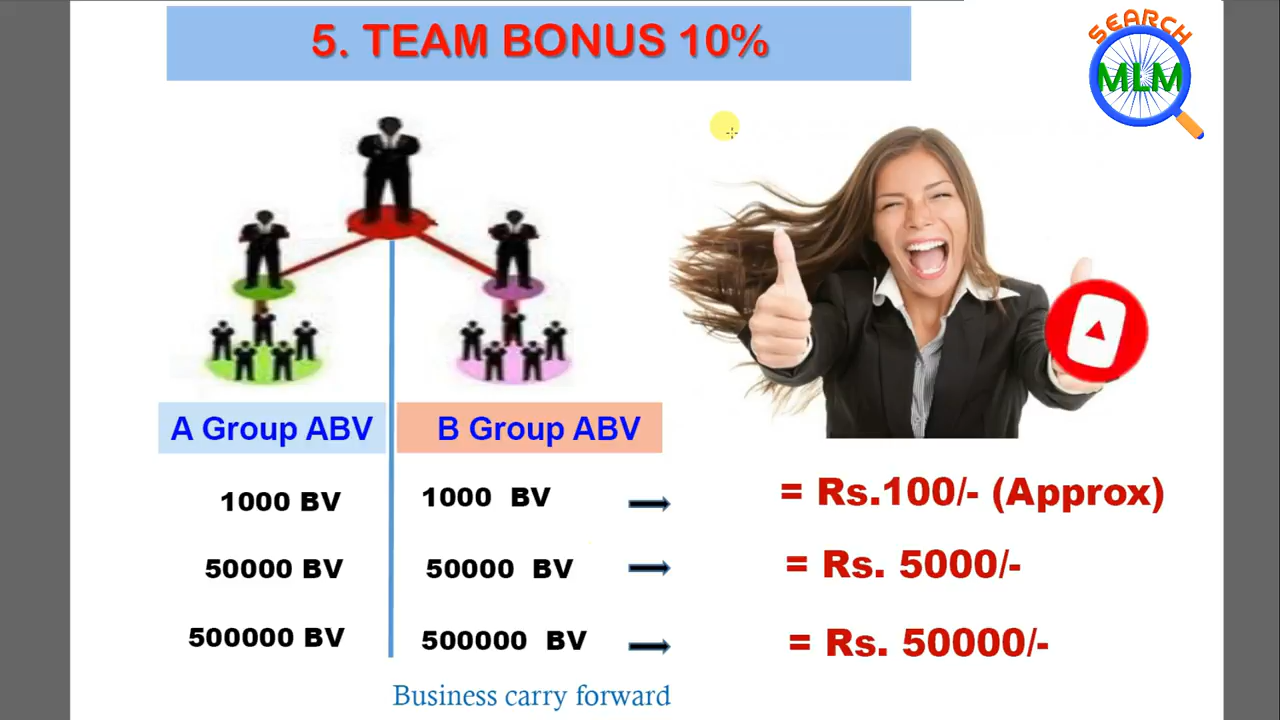 5. TEAM BONUS 10%
SEARCH
MLM
A Group ABV
B Group ABV
1000 BV 1000 BV = Rs.100/- (Approx)
50000 BV 50000 BV = Rs. 5000/-
500000 BV 500000 BV = Rs. 50000/-
Business carry forward